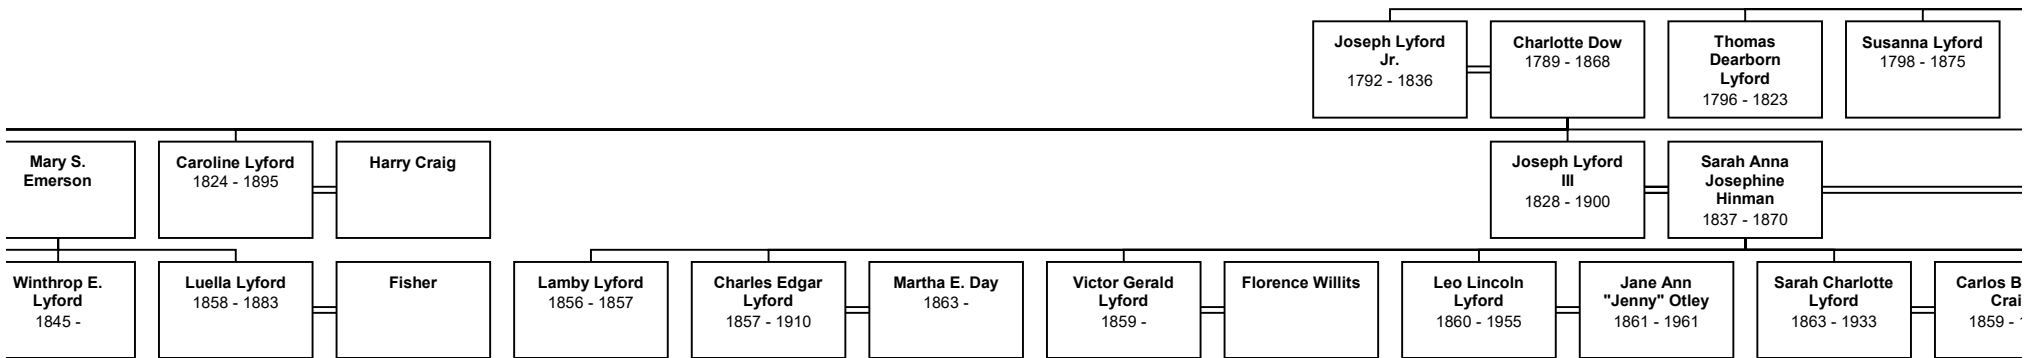 Joseph Lyford
Jr.
1792 - 1836
Charlotte Dow
1789 - 1868
Thomas
Dearborn
Lyford
1796 - 1823
Susanna Lyford
1798 - 1875
Mary S.
Emerson
Caroline Lyford
1824 - 1895
Harry Craig
Joseph Lyford
III
1828 - 1900
Sarah Anna
Josephine
Hinman
1837 - 1870
Winthrop E.
Lyford
1845 -
Luella Lyford
1858 - 1883
Fisher
Lamby Lyford
1856 - 1857
Charles Edgar
Lyford
1857 - 1910
Martha E. Day
1863 -
Victor Gerald
Lyford
1859 -
Florence Willits
Leo Lincoln
Lyford
1860 - 1955
Jane Ann
"Jenny" Otley
1861 - 1961
Sarah Charlotte
Lyford
1863 - 1933
Carlos B
Crai
1859 -